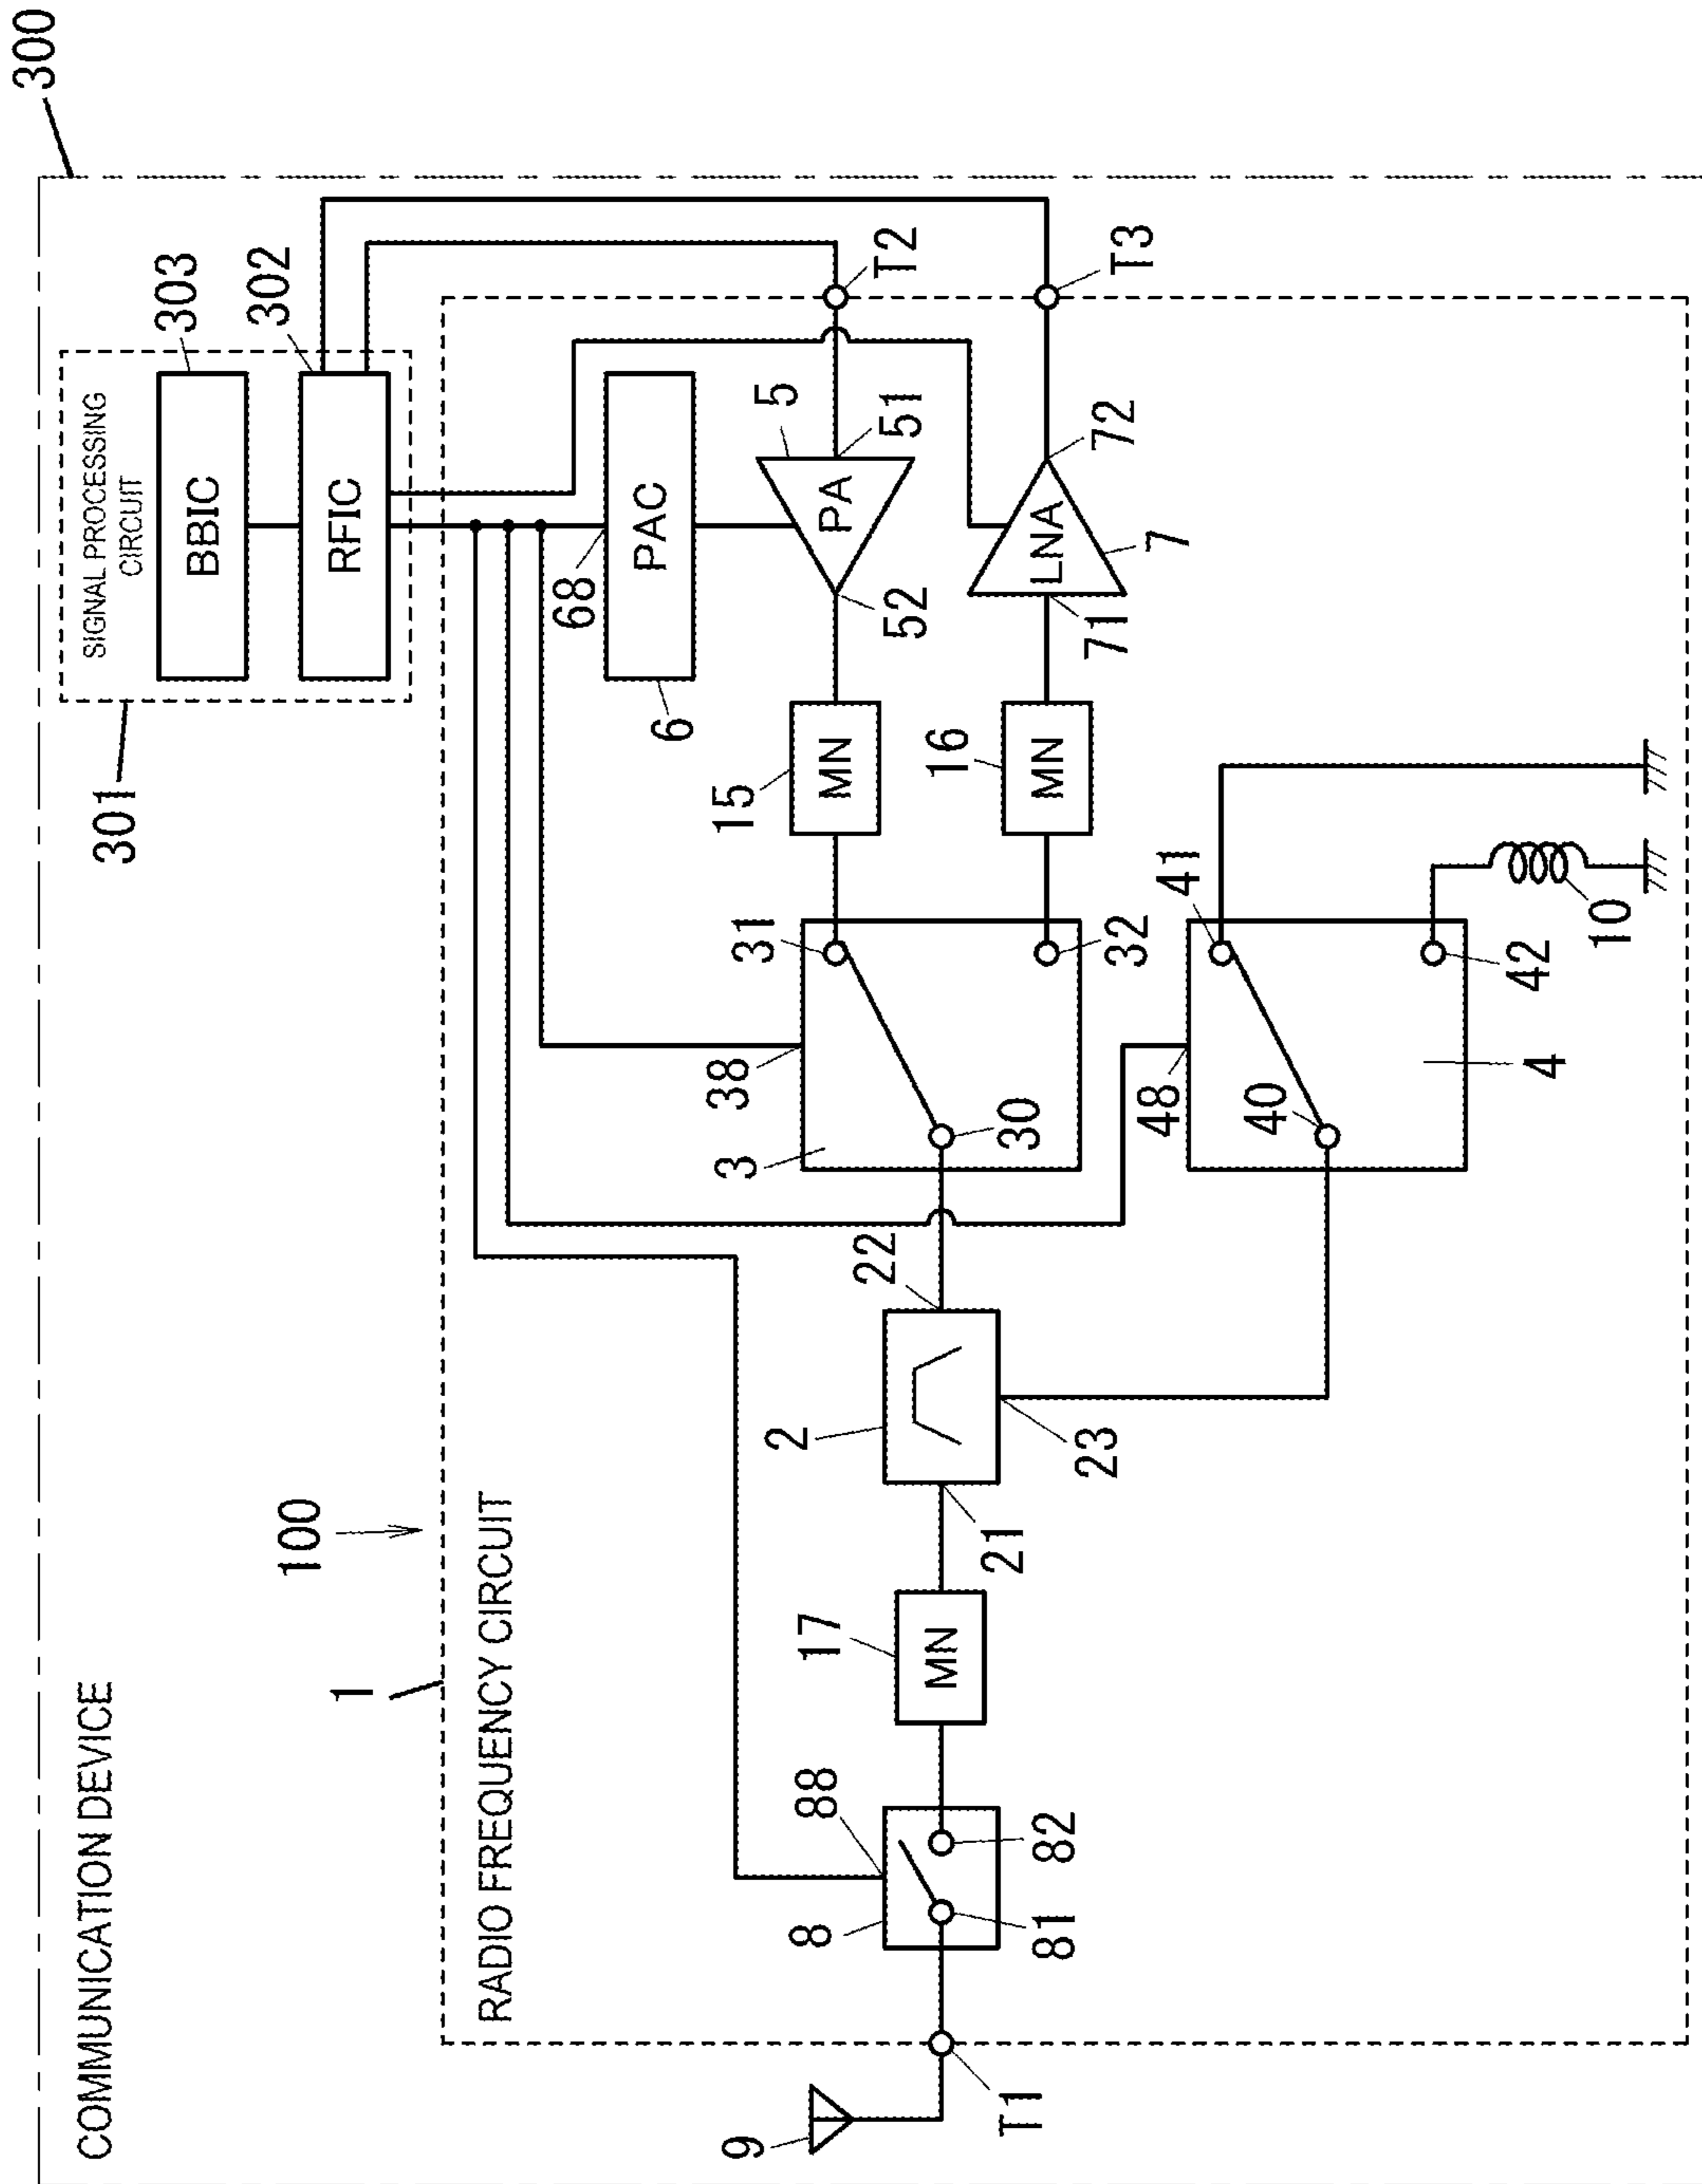 300
COMMUNICATION DEVICE
SIGNAL PROCESSING
CIRCUIT
BBIC
303
RFIC
302
301
100
1
RADIO FREQUENCY CIRCUIT
68
PAC
6
5
PA
51
52
T2
15
MN
9
8
88
81
82
T1
17
MN
2
21
22
23
3
38
30
31
32
16
MN
71
LNA
72
7
T3
48
40
41
42
4
10